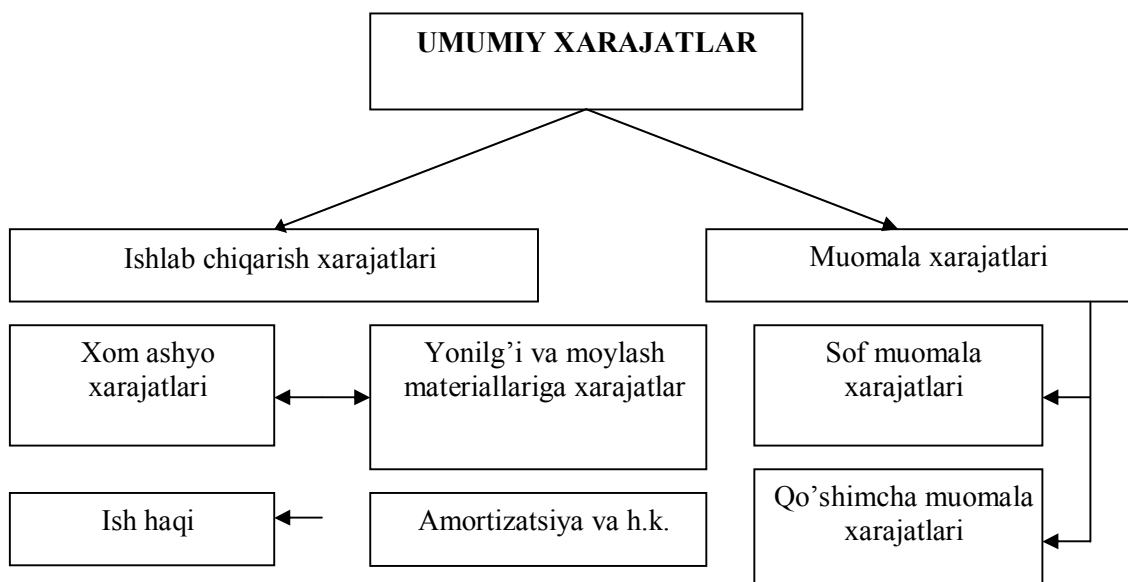 UMUMIY XARAJATLAR
Ishlab chiqarish xarajatlari
Muomala xarajatlari
Xom ashyo
xarajatlari
Yonilg’i va moylash
materiallariga xarajatlar
Sof muomala
xarajatlari
Ish haqi
Amortizatsiya va h.k.
Qo’shimcha muomala
xarajatlari